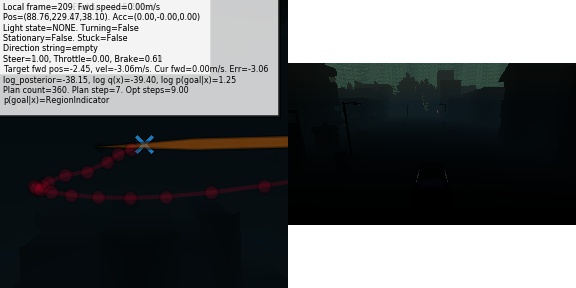 Local frame=209. Fwd speed=0.00m/s
Pos=(88.76,229.47,38.10). Acc=(0.00,-0.00,0.00)
Light state=NONE. Turning=False
Stationary=False. Stuck=False
Direction string=empty
Steer=1.00, Throttle=0.00, Brake=0.61
Target fwd pos=-2.45, vel=-3.06m/s. Cur fwd=0.00m/s. Err=-3.06
log_posterior=-38.15, log q(x)=-39.40, log p(goal|x)=1.25
Plan count=360. Plan step=7. Opt steps=9.00
p(goal|x)=RegionIndicator